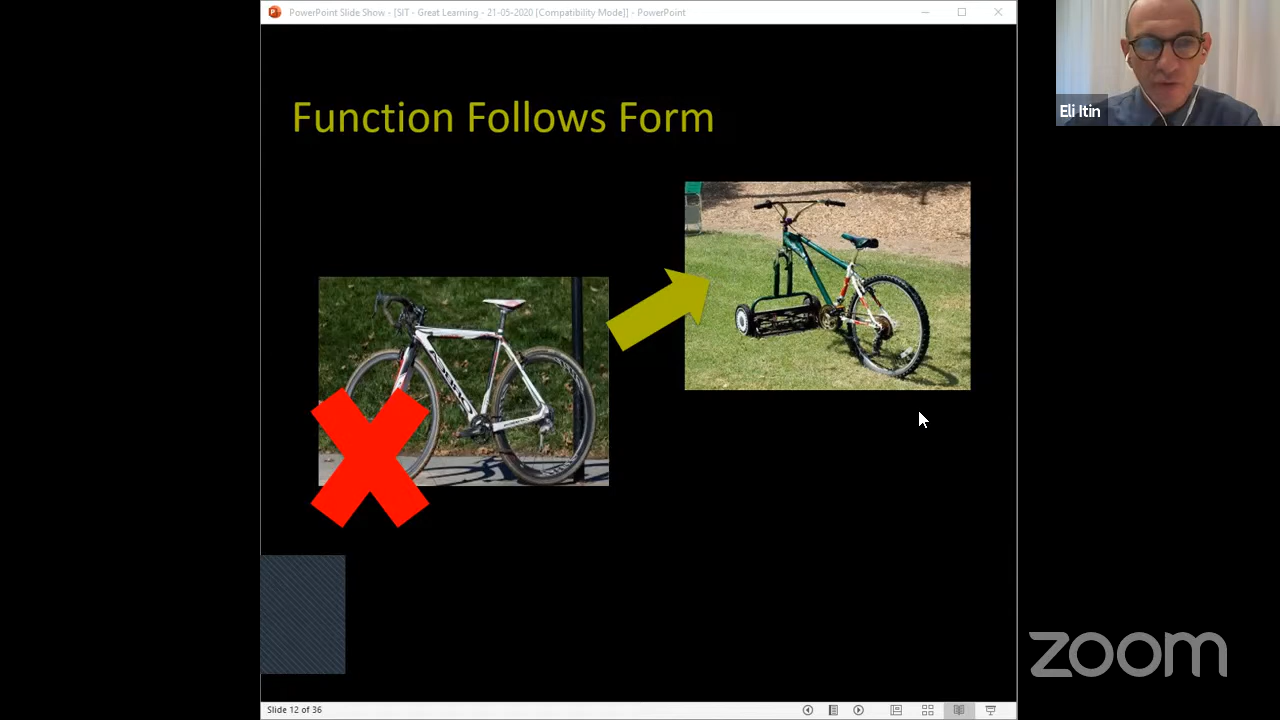 PowerPoint Slide Show - [SIT - Great Learning - 21-05-2020 [Compatibility Mode]] - PowerPoint
Eli Itin
Function Follows Form
zoom
Slide 12 of 36